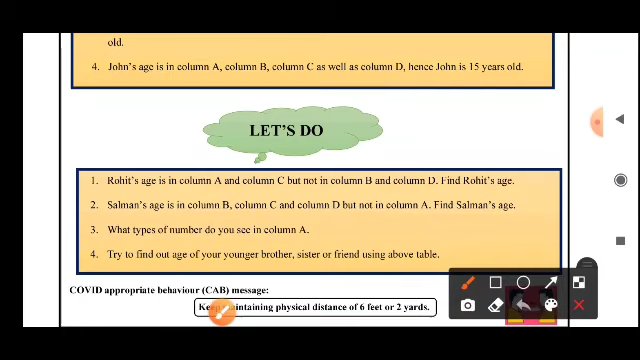 old.
4. John's age is in column A, column B, column C as well as column D, hence John is 15 years old.
LET'S DO
1. Rohit's age is in column A and column C but not in column B and column D. Find Rohit's age.
2. Salman's age is in column B, column C and column D but not in column A. Find Salman's age.
3. What types of number do you see in column A.
4. Try to find out age of your younger brother, sister or friend using above table.
COVID appropriate behaviour (CAB) message:
Keep maintaining physical distance of 6 feet or 2 yards.